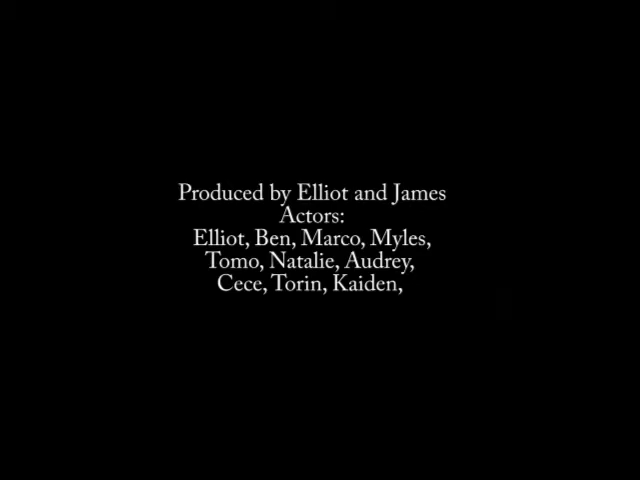 Produced by Elliot and James
Actors:
Elliot, Ben, Marco, Myles,
Tomo, Natalie, Audrey,
Cece, Torin, Kaiden,